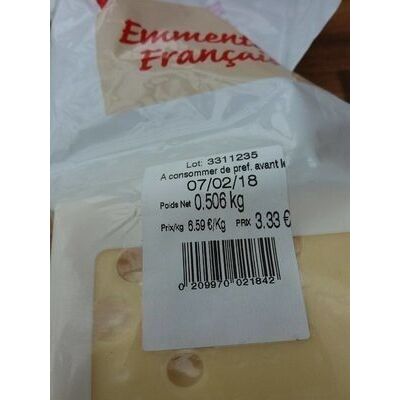 Emment
Françai
Lot: 3311235
A consommer de pref. avant le
07/02/18
Poids Net 0.506 kg
Prix/kg 6.59 €/Kg PRIX 3.33 €
0 209970 021842